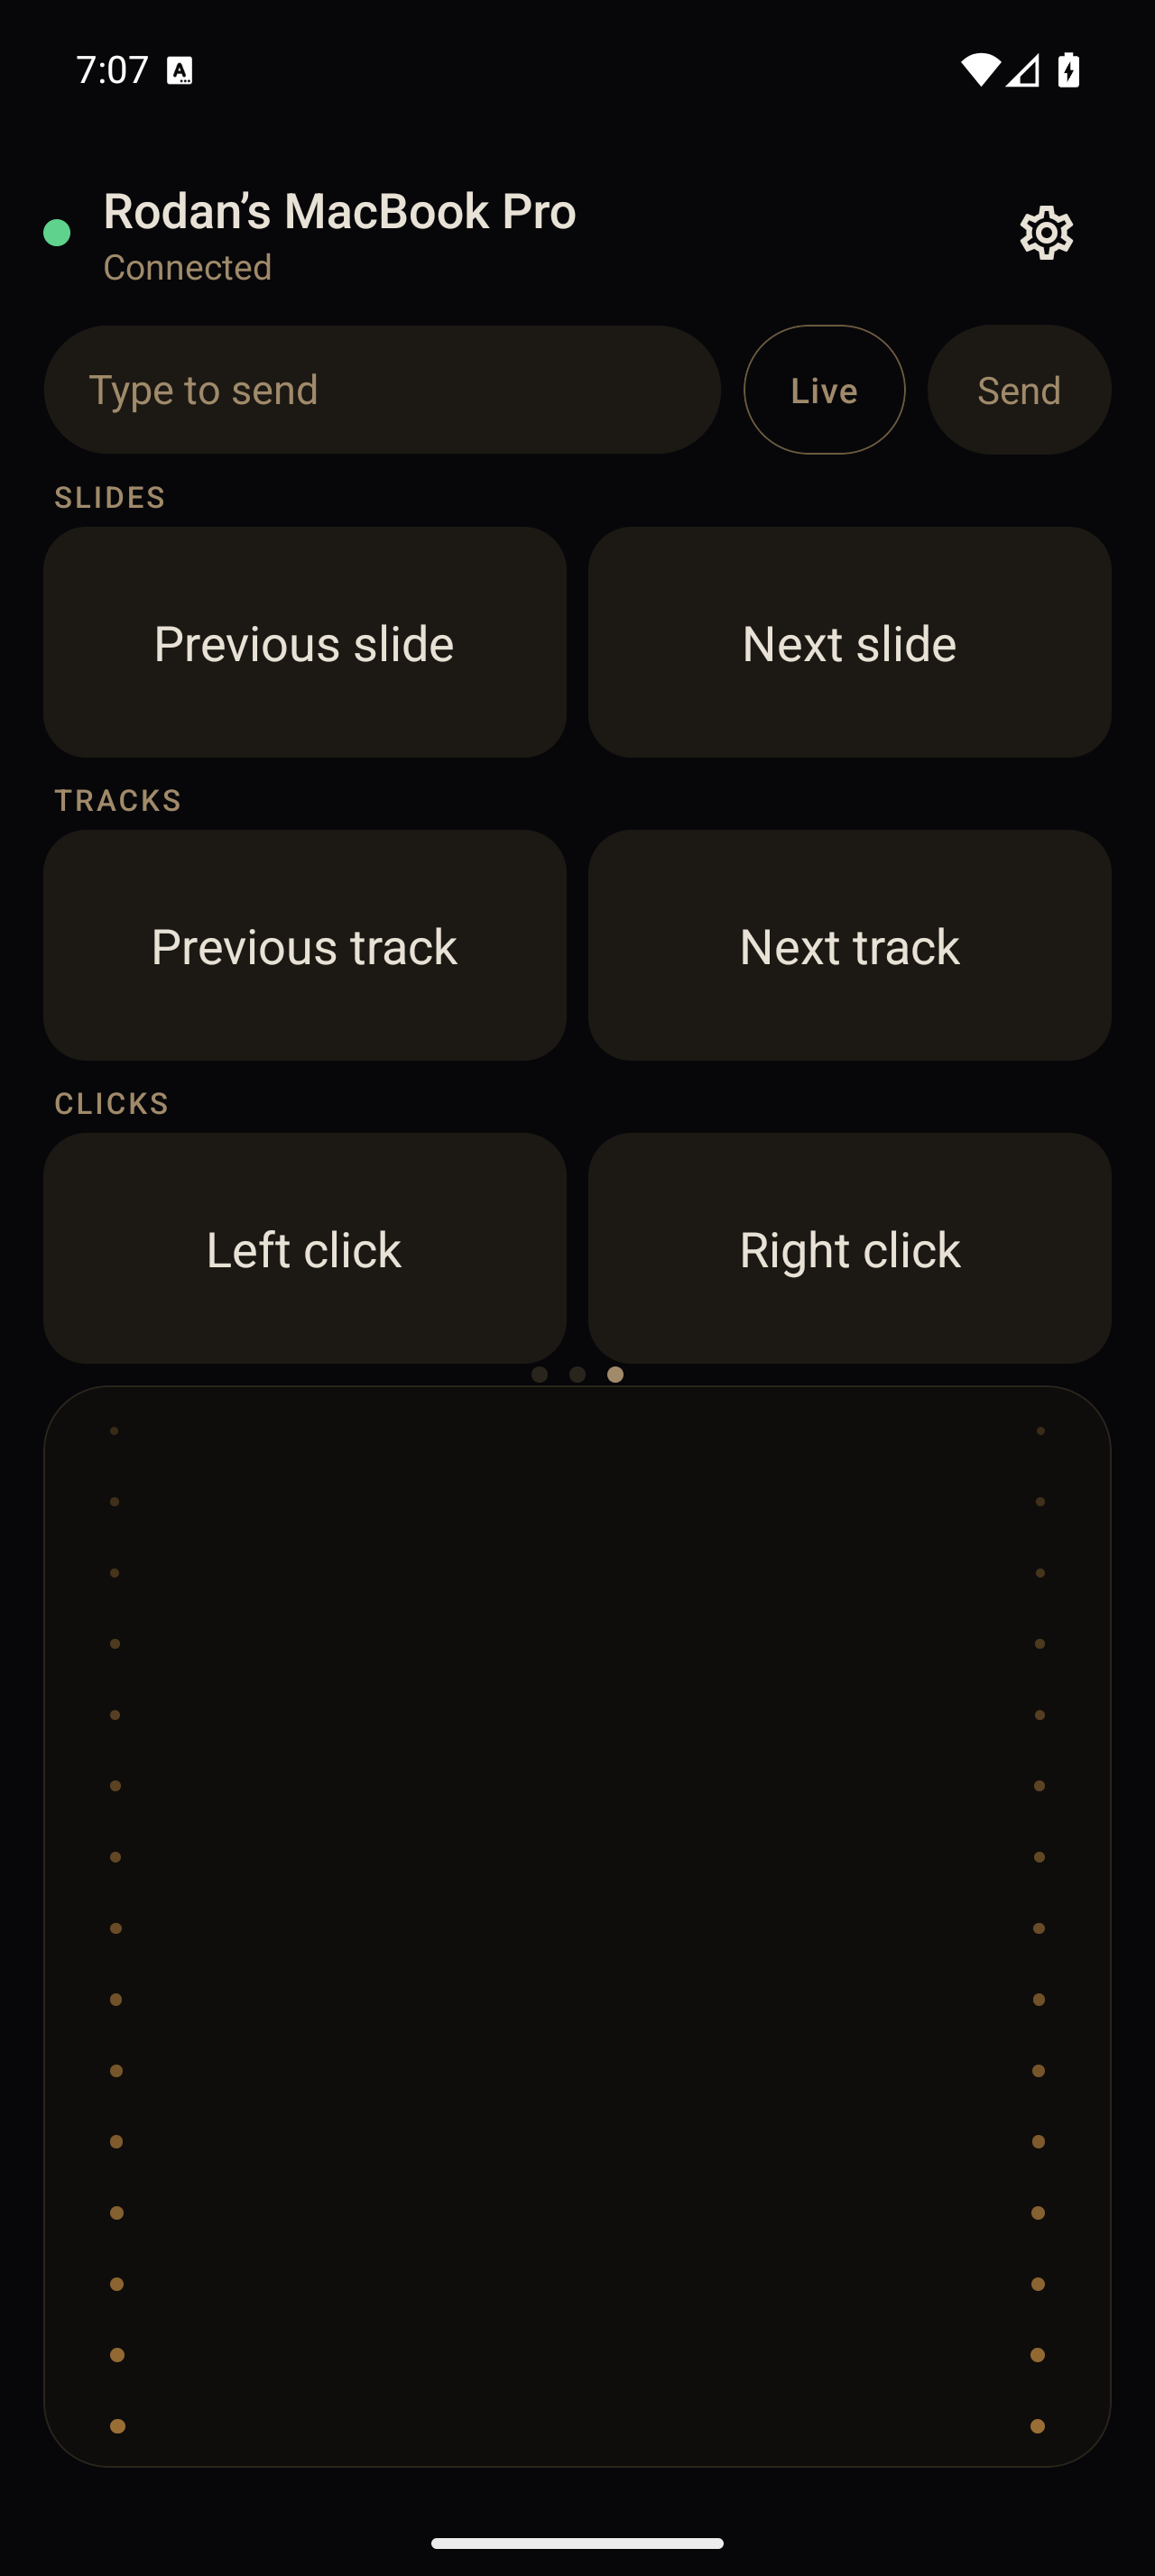 7:07
Rodan’s MacBook Pro
Connected
Type to send
Live
Send
SLIDES
Previous slide
Next slide
TRACKS
Previous track
Next track
CLICKS
Left click
Right click